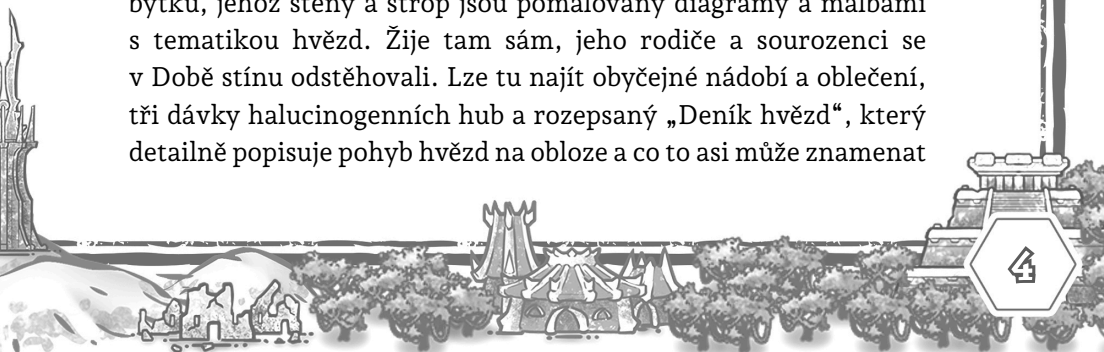 bytku, jehož stěny a strop jsou pomalovány diagramy a malbami
s tematikou hvězd. Žije tam sám, jeho rodiče a sourozenci se
v Době stínu odstěhovali. Lze tu najít obyčejné nádobí a oblečení,
tři dávky halucinogenních hub a rozepsaný „Deník hvězd“, který
detailně popisuje pohyb hvězd na obloze a co to asi může znamenat
4